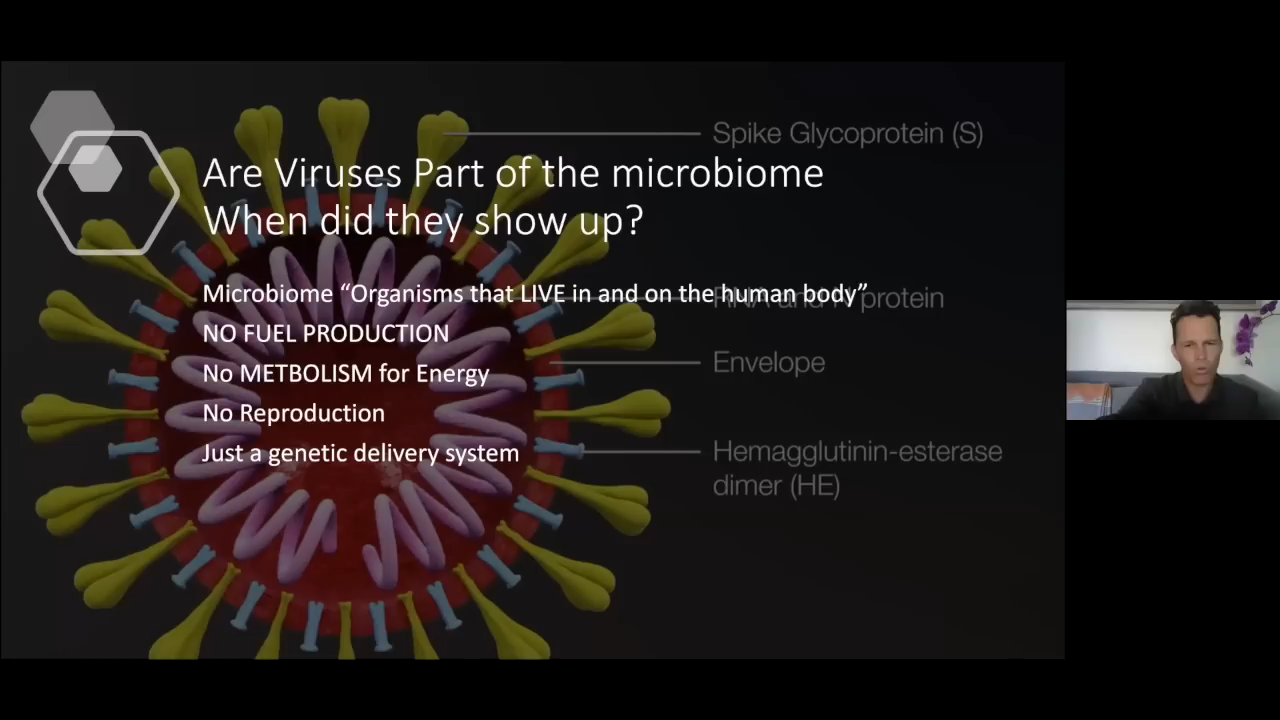 Spike Glycoprotein (S)
Are Viruses Part of the microbiome
When did they show up?
Microbiome “Organisms that LIVE in and on the human body”
RNA and N protein
NO FUEL PRODUCTION
Envelope
No METBOLISM for Energy
No Reproduction
Just a genetic delivery system
Hemagglutinin-esterase
dimer (HE)